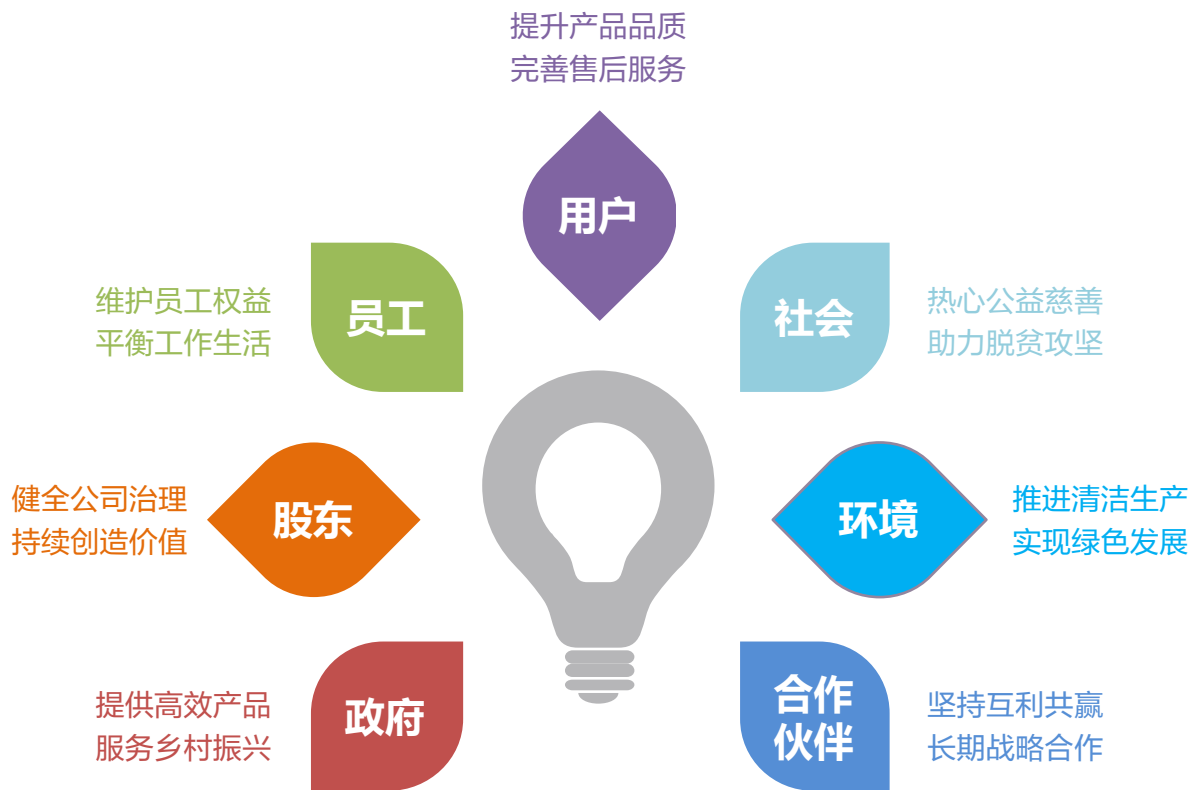 提升产品品质
完善售后服务
用户
维护员工权益
平衡工作生活
员工
社会
热心公益慈善
助力脱贫攻坚
健全公司治理
持续创造价值
股东
环境
推进清洁生产
实现绿色发展
提供高效产品
服务乡村振兴
政府
合作
伙伴
坚持互利共赢
长期战略合作